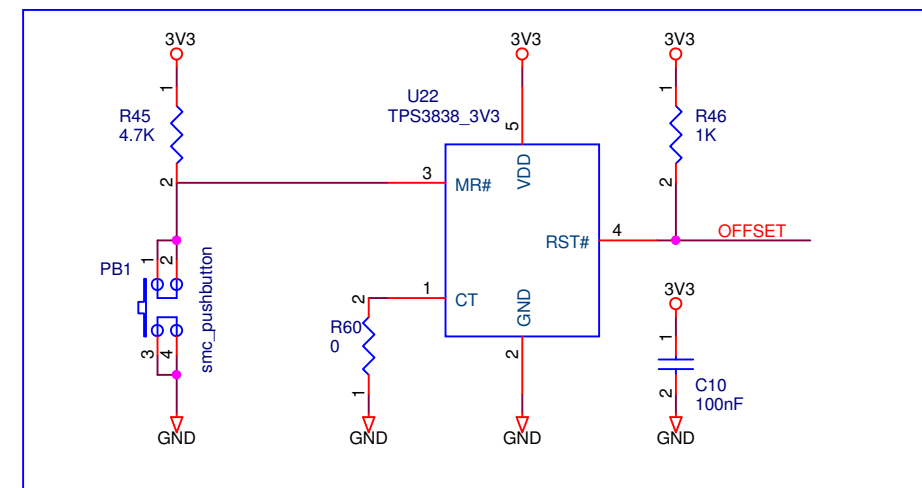 3V3
3V3
3V3
1
R45
4.7K
2
U22
TPS3838_3V3
5
1
R46
1K
2
3
MR#
VDD
RST#
4
OFFSET
PB1
1
2
3
4
smc_pushbutton
1
CT
GND
2
2
R60
0
1
3V3
1
C10
100nF
2
GND
GND
GND
GND